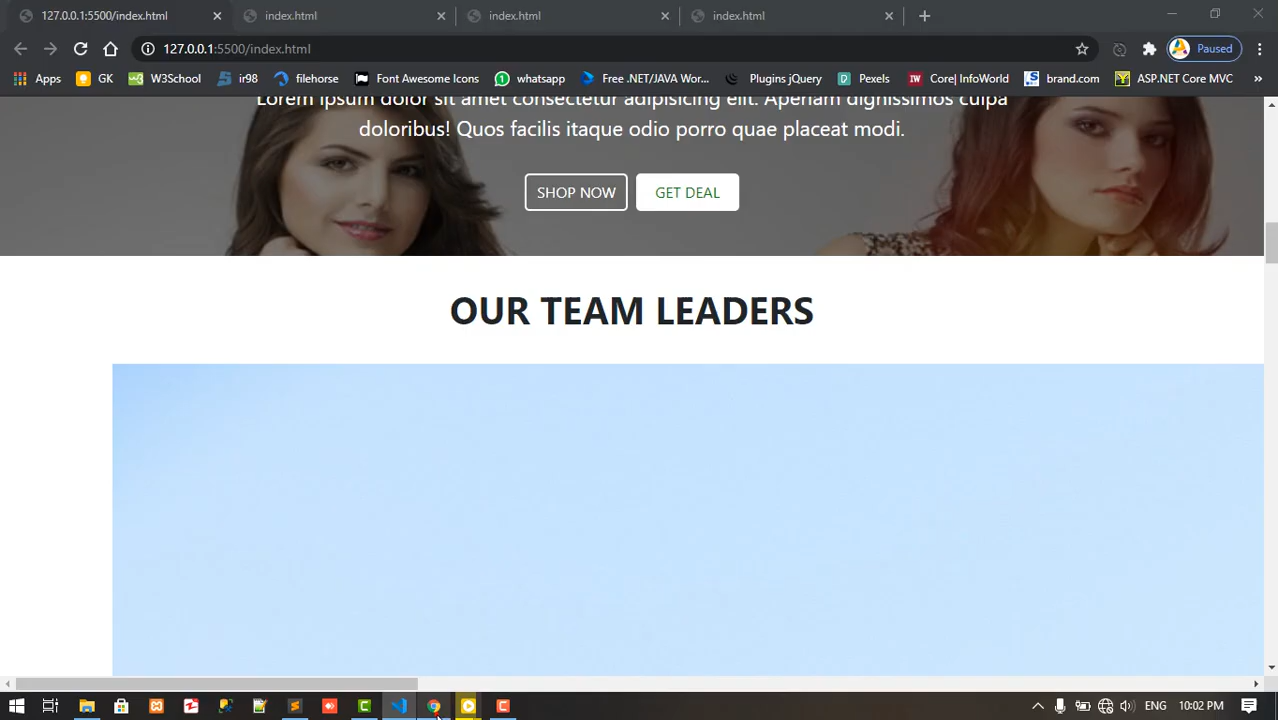 127.0.0.1:5500/index.html
index.html
index.html
index.html
127.0.0.1:5500/index.html
Paused
Apps
GK
W3School
ir98
filehorse
Font Awesome Icons
whatsapp
Free .NET/JAVA Wor...
Plugins jQuery
Pexels
Core| InfoWorld
brand.com
ASP.NET Core MVC
Lorem ipsum dolor sit amet consectetur adipisicing elit. Aperiam dignissimos culpa
doloribus! Quos facilis itaque odio porro quae placeat modi.
SHOP NOW
GET DEAL
OUR TEAM LEADERS
ENG
10:02 PM